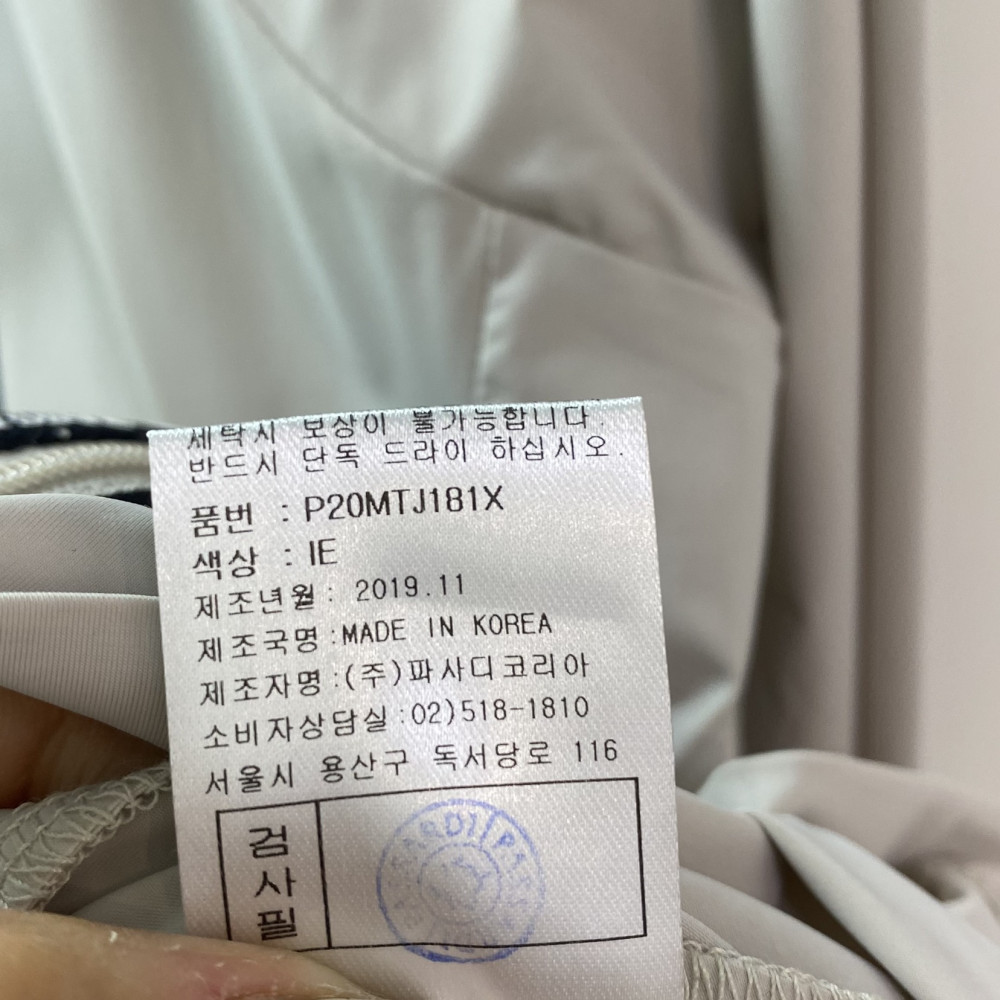 세탁시 보상이 불가능합니다.
반드시 단독 드라이 하십시오.
품번 : P20MTJ181X
색상 : IE
제조년월 : 2019.11
제조국명 :MADE IN KOREA
제조자명 :(주)파사디코리아
소비자상담실 :02)518-1810
서울시 용산구 독서당로 116
검
사
필